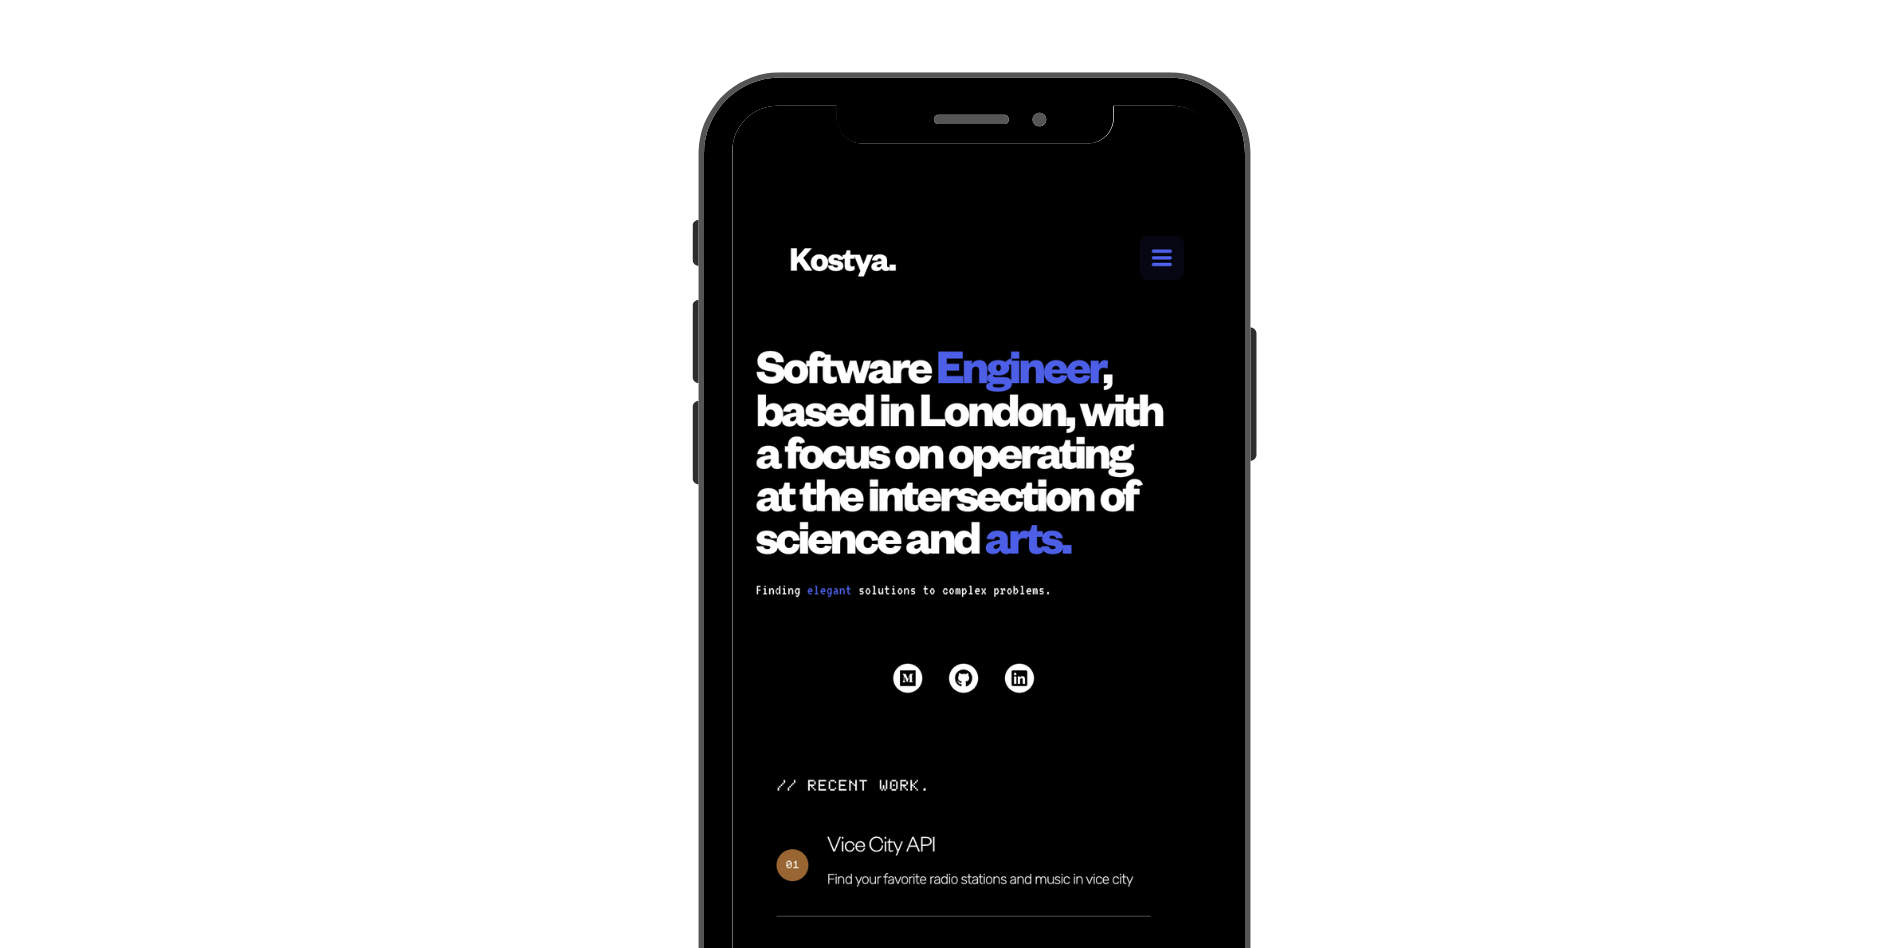 Kostya.
Software Engineer,
based in London, with
a focus on operating
at the intersection of
science and arts.
Finding elegant solutions to complex problems.
// RECENT WORK.
Vice City API
01
Find your favorite radio stations and music in vice city